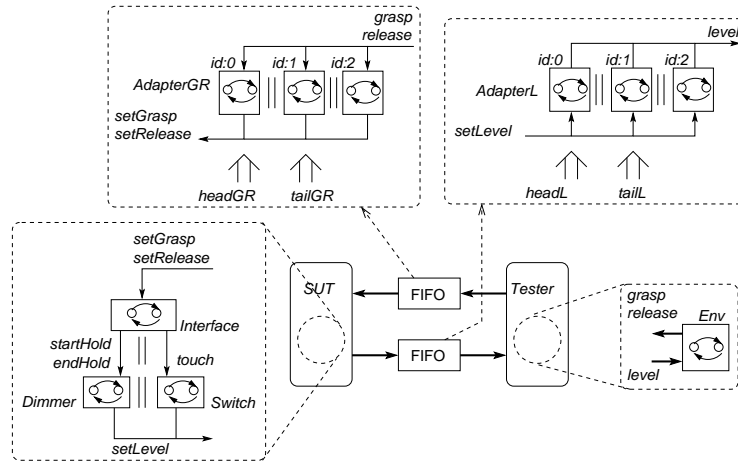 grasp
release
id:0 id:1 id:2
AdapterGR
setGrasp
setRelease
headGR tailGR
level
id:0 id:1 id:2
AdapterL
setLevel
headL tailL
setGrasp
setRelease
Interface
startHold
endHold
touch
Dimmer
Switch
setLevel
SUT
FIFO
FIFO
Tester
grasp
release
Env
level